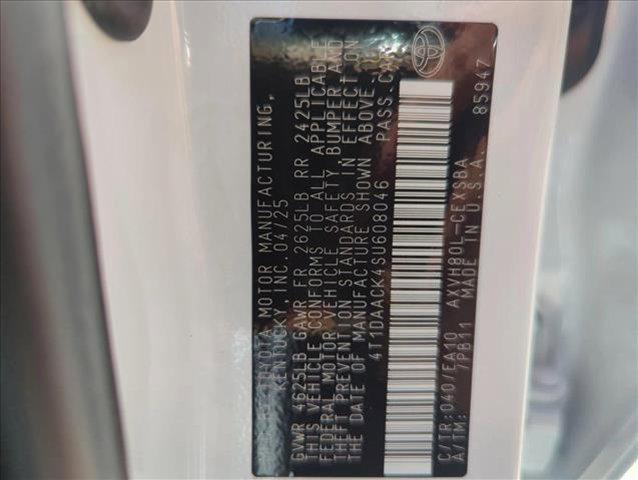 TOYOTA MOTOR MANUFACTURING,
KENTUCKY, INC. 04/25
GVWR 4625LB GAWR FR 2625LB RR 2425LB
THIS VEHICLE CONFORMS TO ALL APPLICABLE
FEDERAL MOTOR VEHICLE SAFETY BUMPER AND
THEFT PREVENTION STANDARDS IN EFFECT ON
THE DATE OF MANUFACTURE SHOWN ABOVE.
4T1DAACK4SU608046 PASS.CAR
C/TR:040/EA10 AXVH80L-CEXSBA
A/TM: /PB11 MADE IN U.S.A. 85947